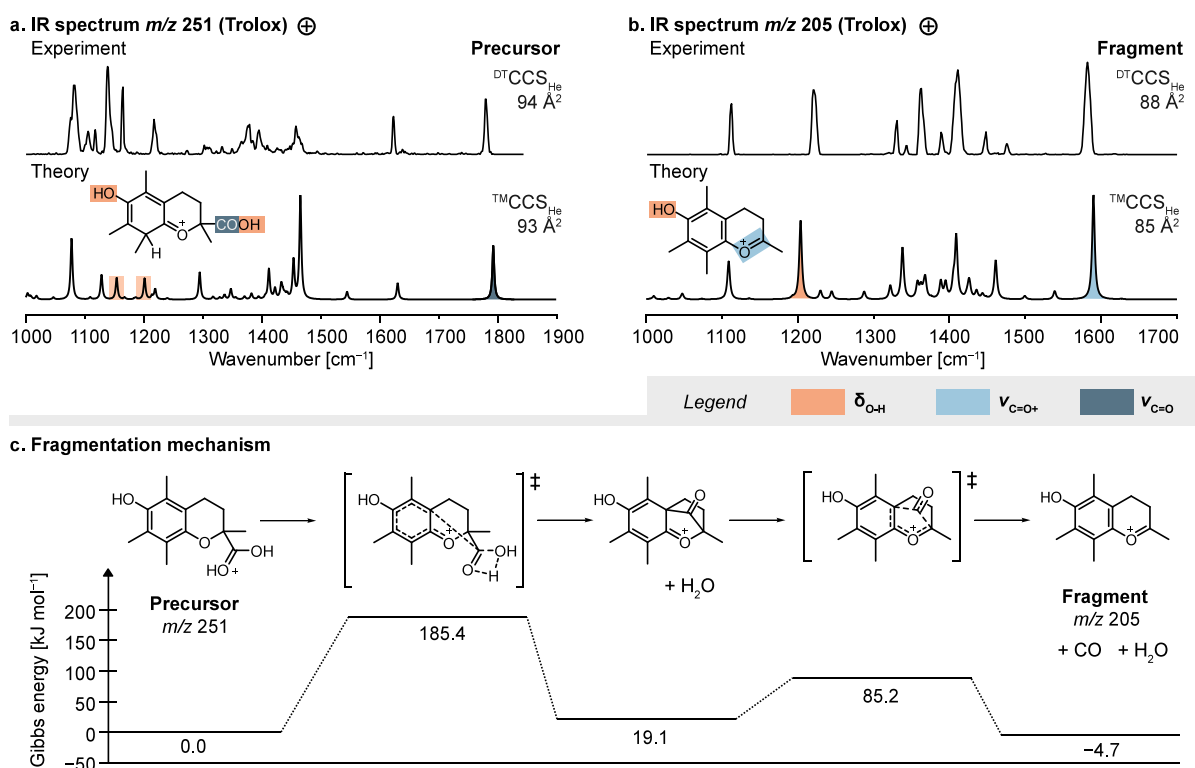 a. IR spectrum m/z 251 (Trolox) ⊕
Experiment
Precursor
DTCCSHe
94 Å2
Theory
HO
COOH
+
O
H
TMCCSHe
93 Å2
1000 1100 1200 1300 1400 1500 1600 1700 1800 1900
Wavenumber [cm−1]
b. IR spectrum m/z 205 (Trolox) ⊕
Experiment
Fragment
DTCCSHe
88 Å2
Theory
HO
+
O
TMCCSHe
85 Å2
1000 1100 1200 1300 1400 1500 1600 1700
Wavenumber [cm−1]
Legend
δO-H
νC=O+
νC=O
c. Fragmentation mechanism
HO
O
OH
HO+
Precursor
m/z 251
HO
+
O
OH
O
H
‡
HO
O
+
O
+ H2O
HO
O
+
O
‡
HO
+
O
Fragment
m/z 205
+ CO + H2O
Gibbs energy [kJ mol−1]
200
150
100
50
0
−50
0.0
185.4
19.1
85.2
−4.7